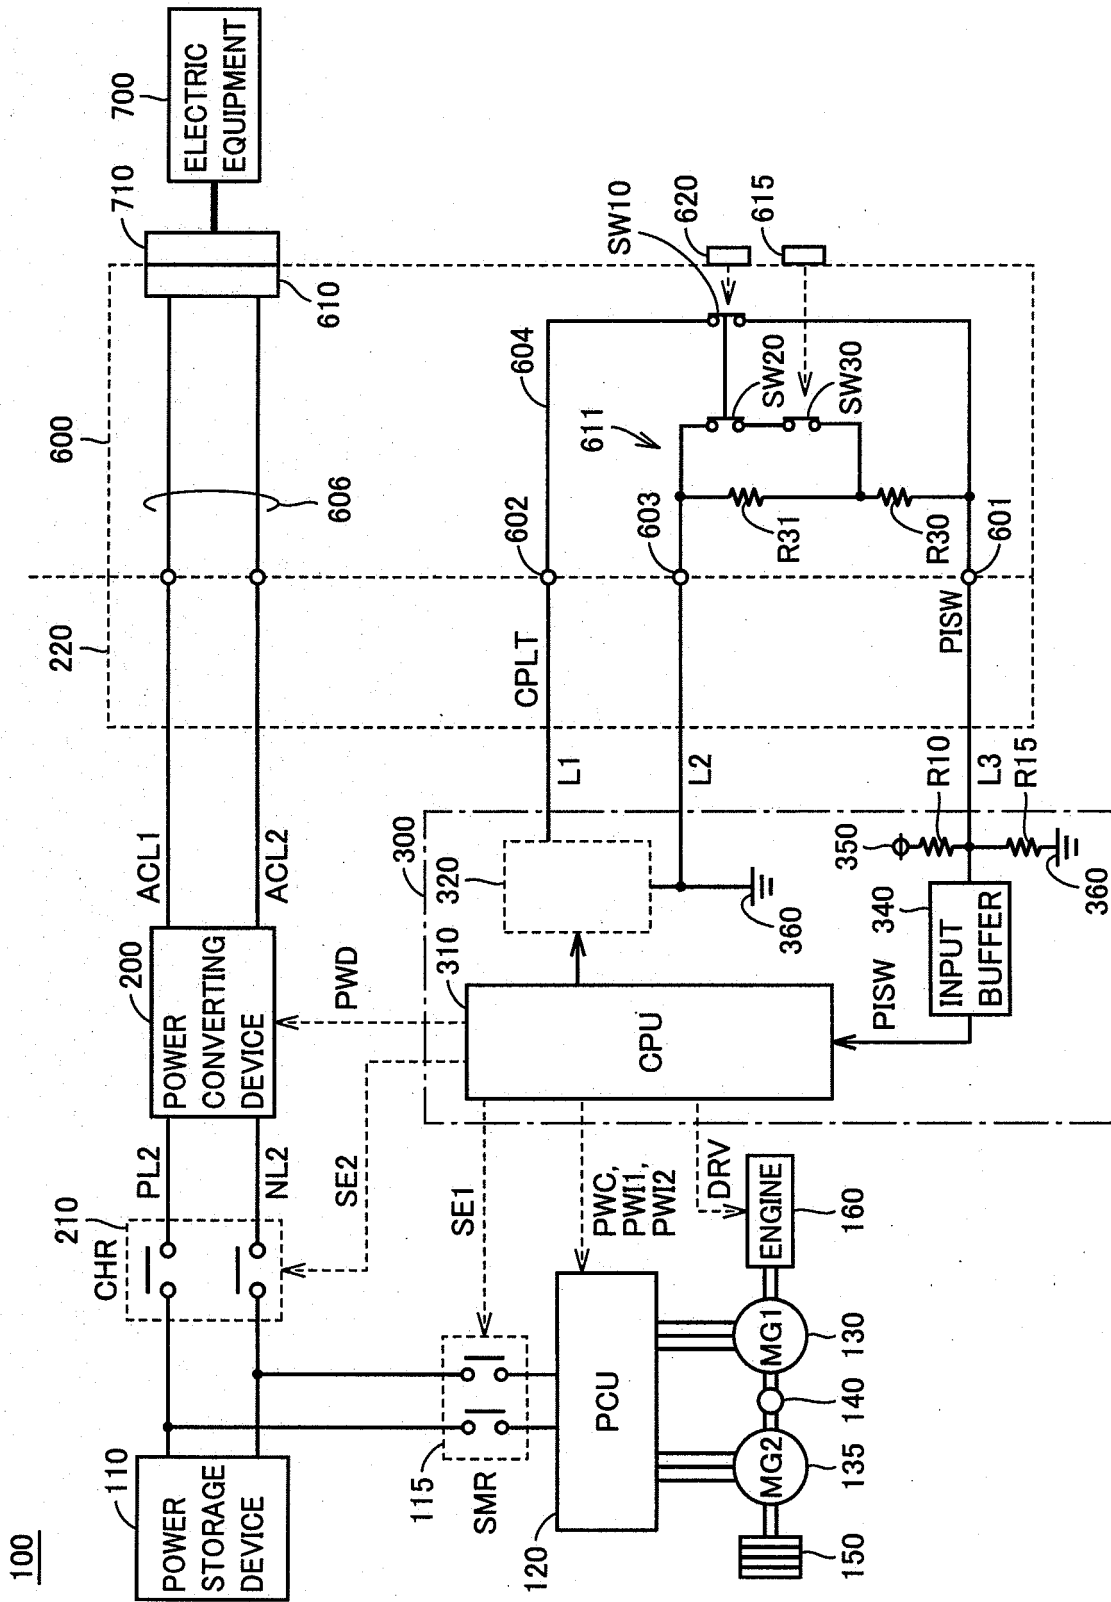 100
110
POWER
STORAGE
DEVICE
CHR
210
PL2
NL2
200
POWER
CONVERTING
DEVICE
ACL1
ACL2
220
600
606
610
710
700
ELECTRIC
EQUIPMENT
115
SMR
SE1
SE2
PWD
120
PCU
PWC,
PWI1,
PWI2
DRV
150
MG2
135
140
MG1
130
ENGINE
160
300
310
CPU
320
360
L1
L2
CPLT
602
603
604
611
R31
R30
SW20
SW30
SW10
620
615
PISW
340
INPUT
BUFFER
350
R10
L3
R15
360
PISW
601